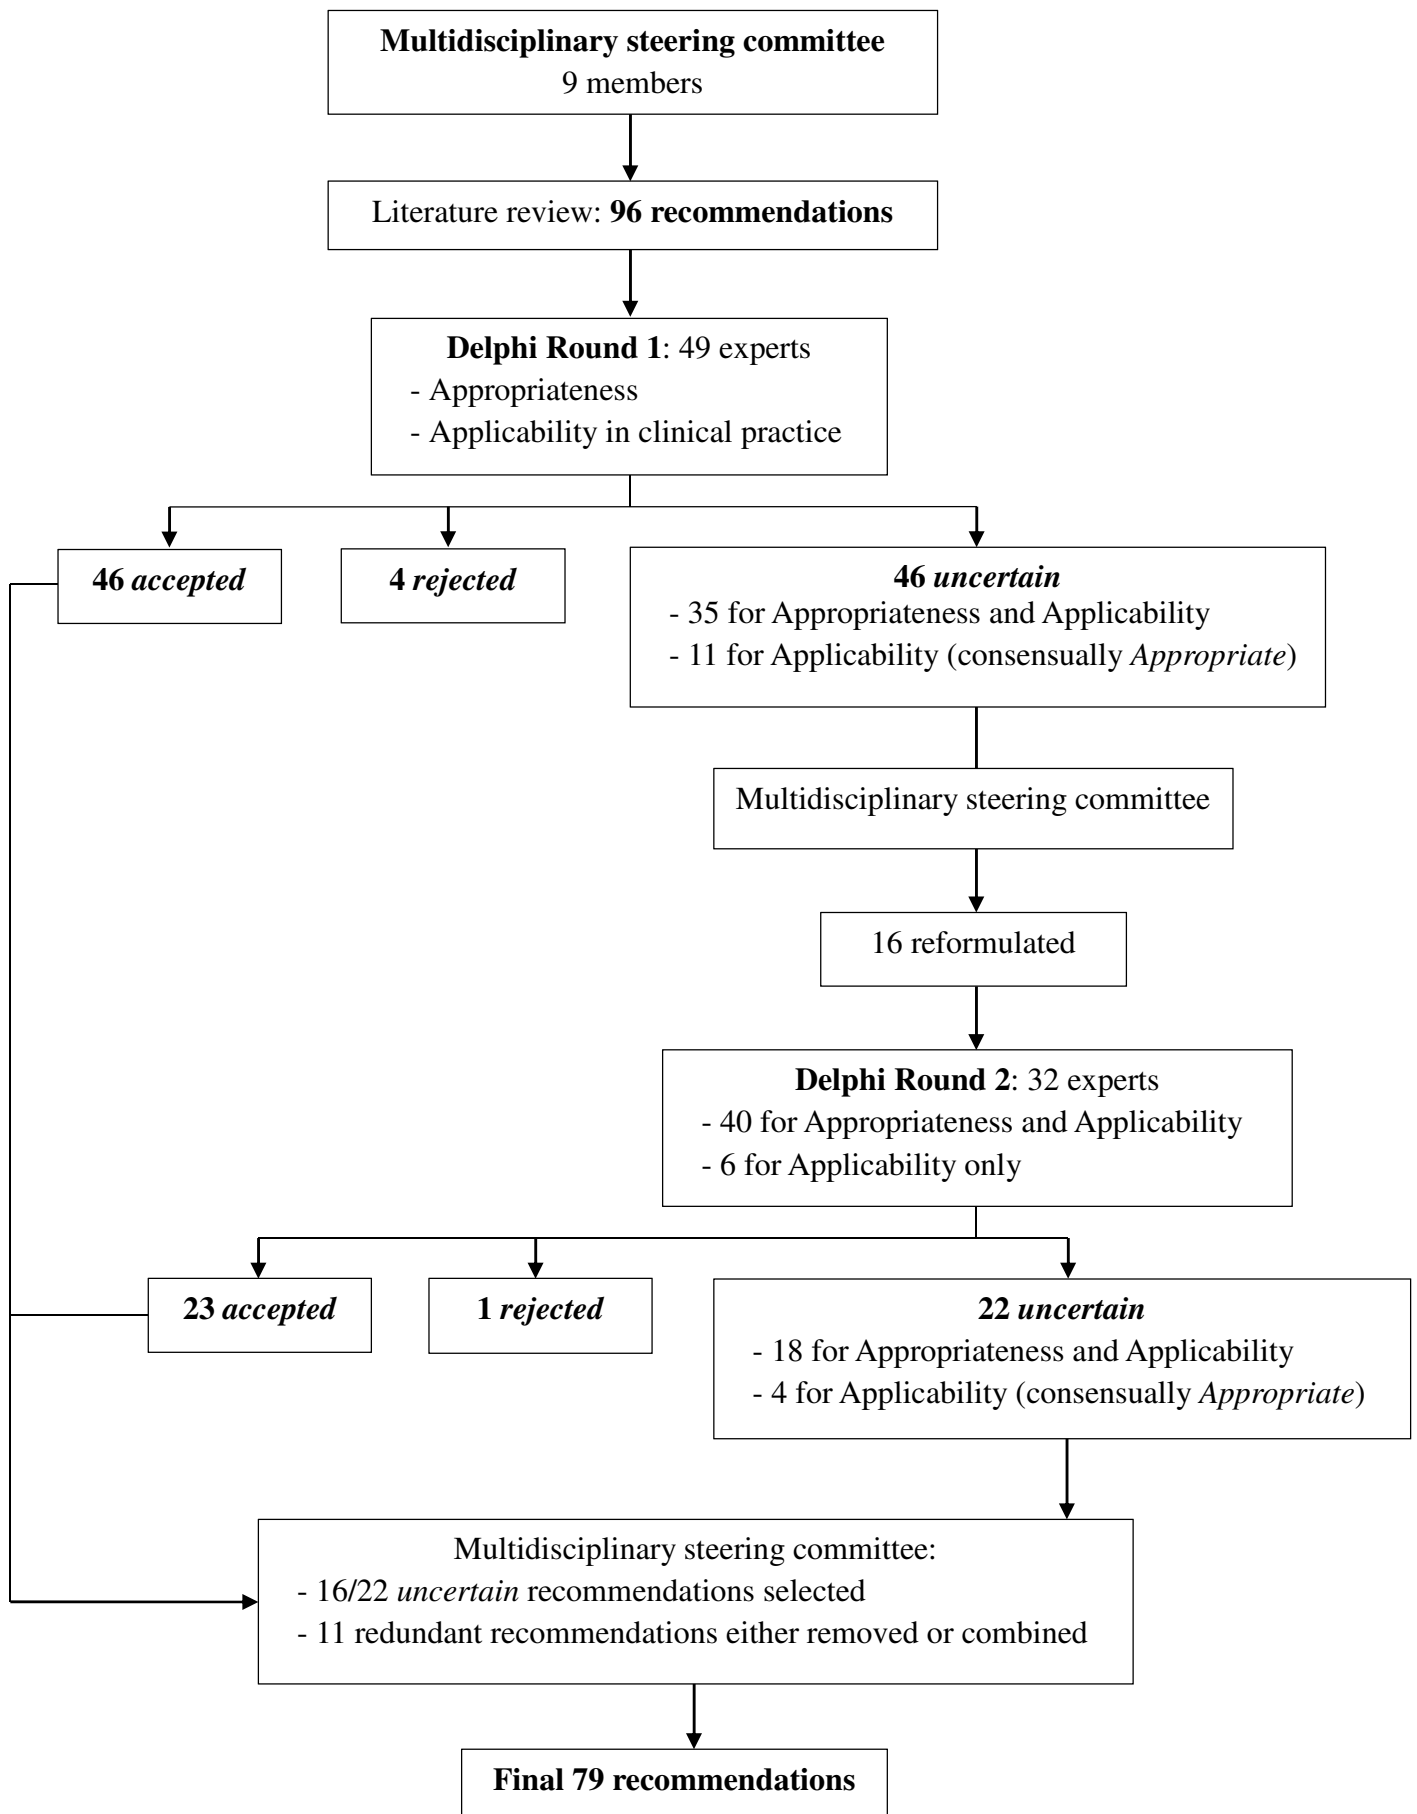 Multidisciplinary steering committee
9 members
Literature review: 96 recommendations
Delphi Round 1: 49 experts
- Appropriateness
- Applicability in clinical practice
46 accepted
4 rejected
46 uncertain
- 35 for Appropriateness and Applicability
- 11 for Applicability (consensually Appropriate)
Multidisciplinary steering committee
16 reformulated
Delphi Round 2: 32 experts
- 40 for Appropriateness and Applicability
- 6 for Applicability only
23 accepted
1 rejected
22 uncertain
- 18 for Appropriateness and Applicability
- 4 for Applicability (consensually Appropriate)
Multidisciplinary steering committee:
- 16/22 uncertain recommendations selected
- 11 redundant recommendations either removed or combined
Final 79 recommendations